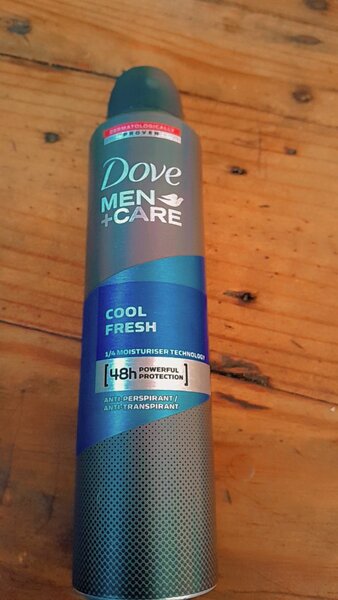 DERMATOLOGICALLY
PROVEN
Dove
MEN
+CARE
COOL
FRESH
1/4 MOISTURISER TECHNOLOGY
[48h POWERFUL
PROTECTION]
ANTI-PERSPIRANT/
ANTI-TRANSPIRANT